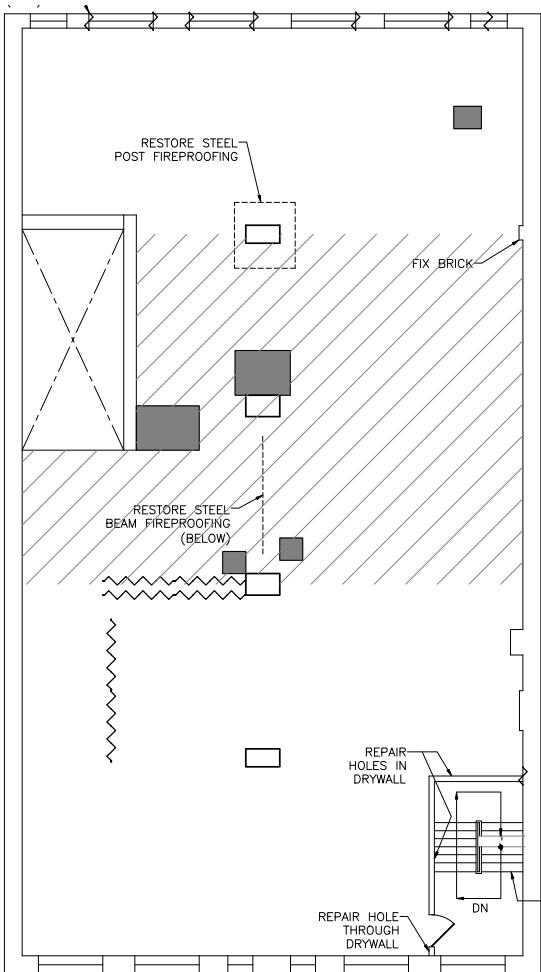 RESTORE STEEL
POST FIREPROOFING
FIX BRICK
RESTORE STEEL
BEAM FIREPROOFING
(BELOW)
REPAIR
HOLES IN
DRYWALL
DN
REPAIR HOLE
THROUGH
DRYWALL